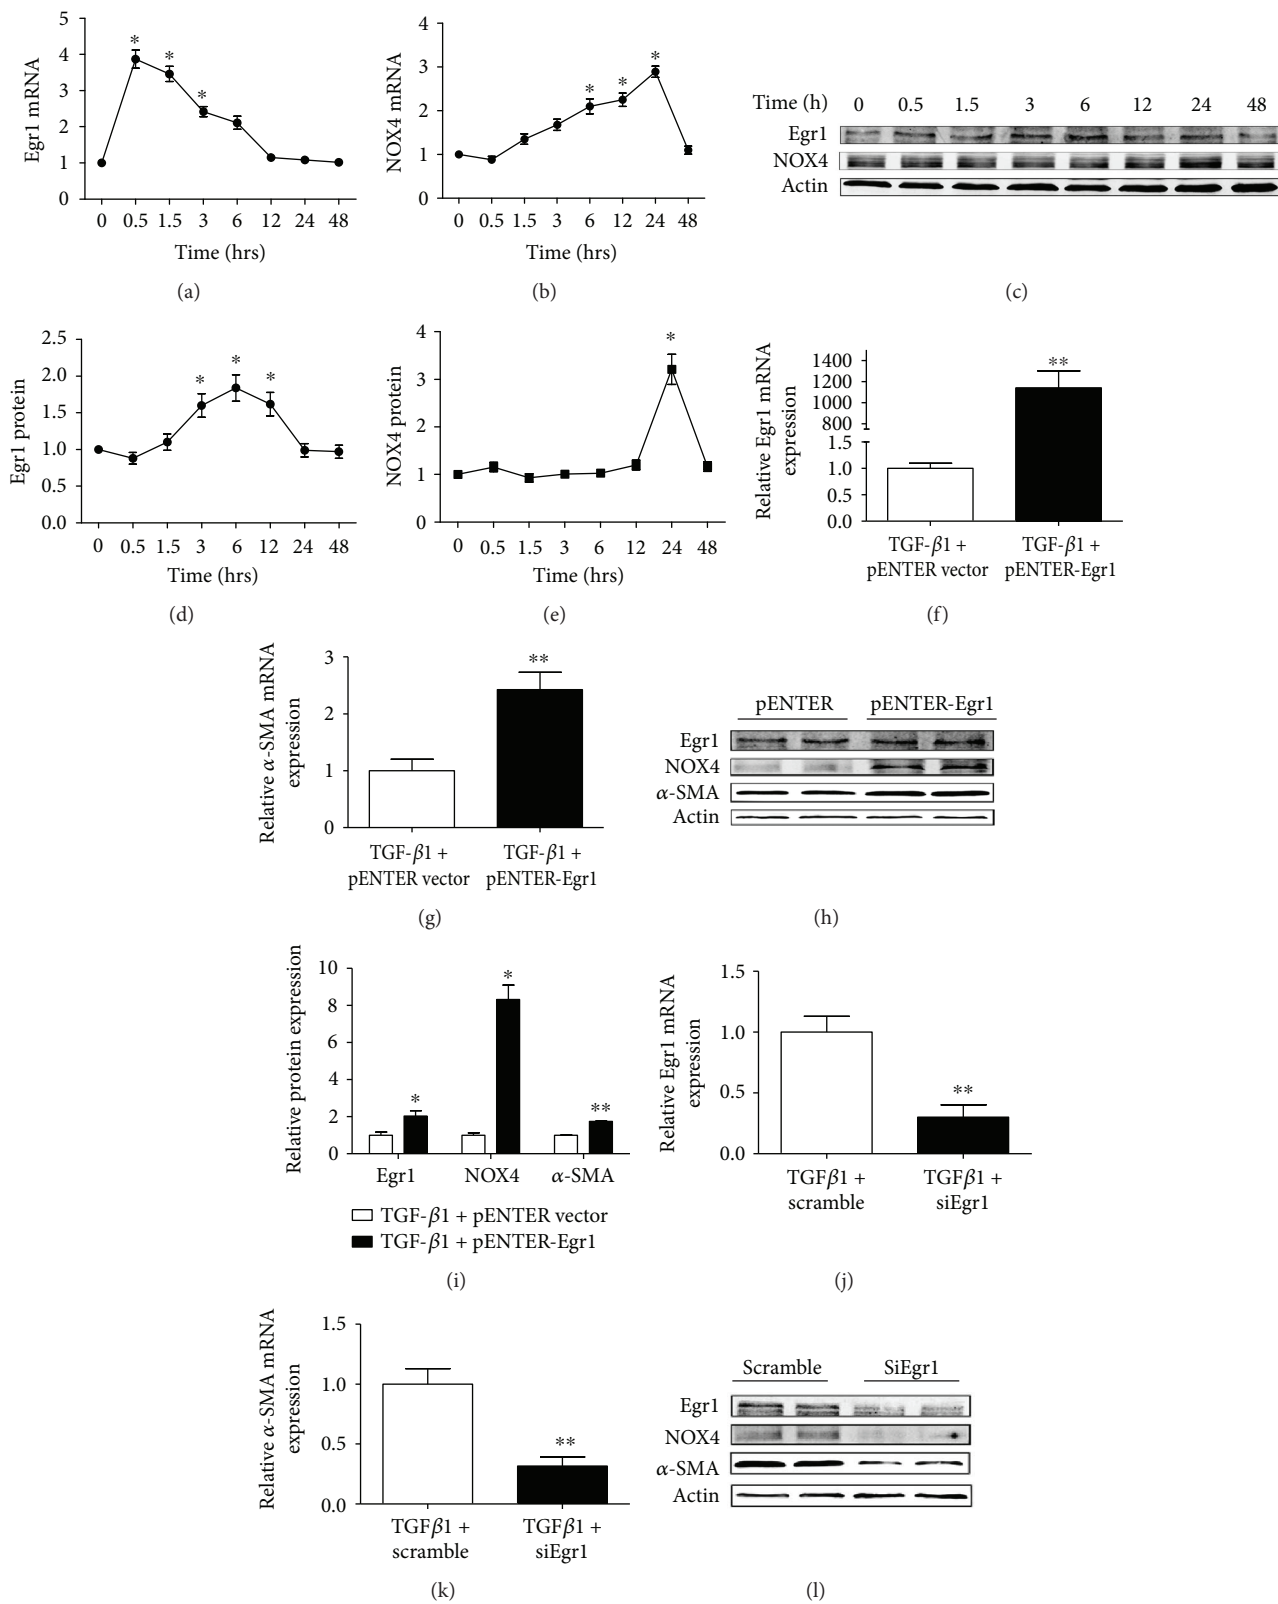 Egr1 mRNA
5
4
3
2
1
0
* * *
0 0.5 1.5 3 6 12 24 48
Time (hrs)
(a)
NOX4 mRNA
4
3
2
1
0
* * *
0 0.5 1.5 3 6 12 24 48
Time (hrs)
(b)
Time (h) 0 0.5 1.5 3 6 12 24 48
Egr1
NOX4
Actin
(c)
Egr1 protein
2.5
2.0
1.5
1.0
0.5
0.0
* * *
0 0.5 1.5 3 6 12 24 48
Time (hrs)
(d)
NOX4 protein
4
3
2
1
0
*
0 0.5 1.5 3 6 12 24 48
Time (hrs)
(e)
Relative Egr1 mRNA
expression
1400
1200
1000
800
600
1.5
1.0
0.5
0.0
**
TGF-β1 + TGF-β1 +
pENTER vector pENTER-Egr1
(f)
Relative α-SMA mRNA
expression
3
2
1
0
**
TGF-β1 + TGF-β1 +
pENTER vector pENTER-Egr1
(g)
pENTER pENTER-Egr1
Egr1
NOX4
α-SMA
Actin
(h)
Relative protein expression
10
8
6
4
2
0
* * **
Egr1 NOX4 α-SMA
TGF-β1 + pENTER vector
TGF-β1 + pENTER-Egr1
(i)
Relative Egr1 mRNA
expression
1.5
1.0
0.5
0.0
**
TGFβ1 + TGFβ1 +
scramble siEgr1
(j)
Relative α-SMA mRNA
expression
1.5
1.0
0.5
0.0
**
TGFβ1 + TGFβ1 +
scramble siEgr1
(k)
Scramble SiEgr1
Egr1
NOX4
α-SMA
Actin
(l)